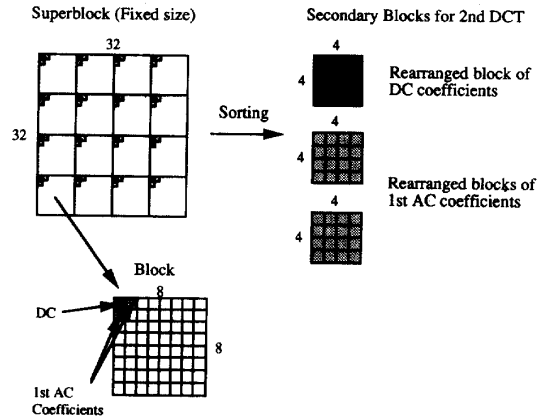 Superblock (Fixed size)
Secondary Blocks for 2nd DCT
32
32
Sorting
4
4
Rearranged block of
DC coefficients
4
4
Rearranged blocks of
1st AC coefficients
4
4
Block
8
DC
8
1st AC
Coefficients